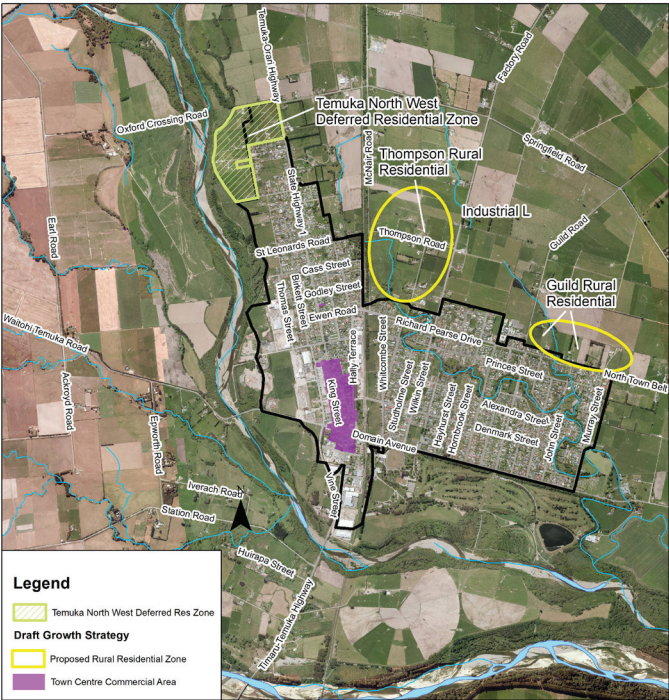 Temuka-Orari Highway
Factory Road
Oxford Crossing Road
Temuka North West
Deferred Residential Zone
McNair Road
Springfield Road
Thompson Rural
Residential
State Highway 1
Industrial L
Earl Road
Guild Road
Thompson Road
St Leonards Road
Cass Street
Guild Rural
Residential
Birkett Street
Godley Street
Thomas Street
Ewen Road
Waitohi Temuka Road
Hally Terrace
Whitcombe Street
Richard Pearse Drive
Princes Street
North Town Belt
Ackroyd Road
King Street
Studholme Street
Wilkin Street
Hayhurst Street
Hornbrook Street
Alexandra Street
Murray Street
Epworth Road
Denmark Street
John Street
Domain Avenue
Vine Street
Iverach Road
N
Station Road
Huirapa Street
Timaru-Temuka Highway
Legend
Temuka North West Deferred Res Zone
Draft Growth Strategy
Proposed Rural Residential Zone
Town Centre Commercial Area